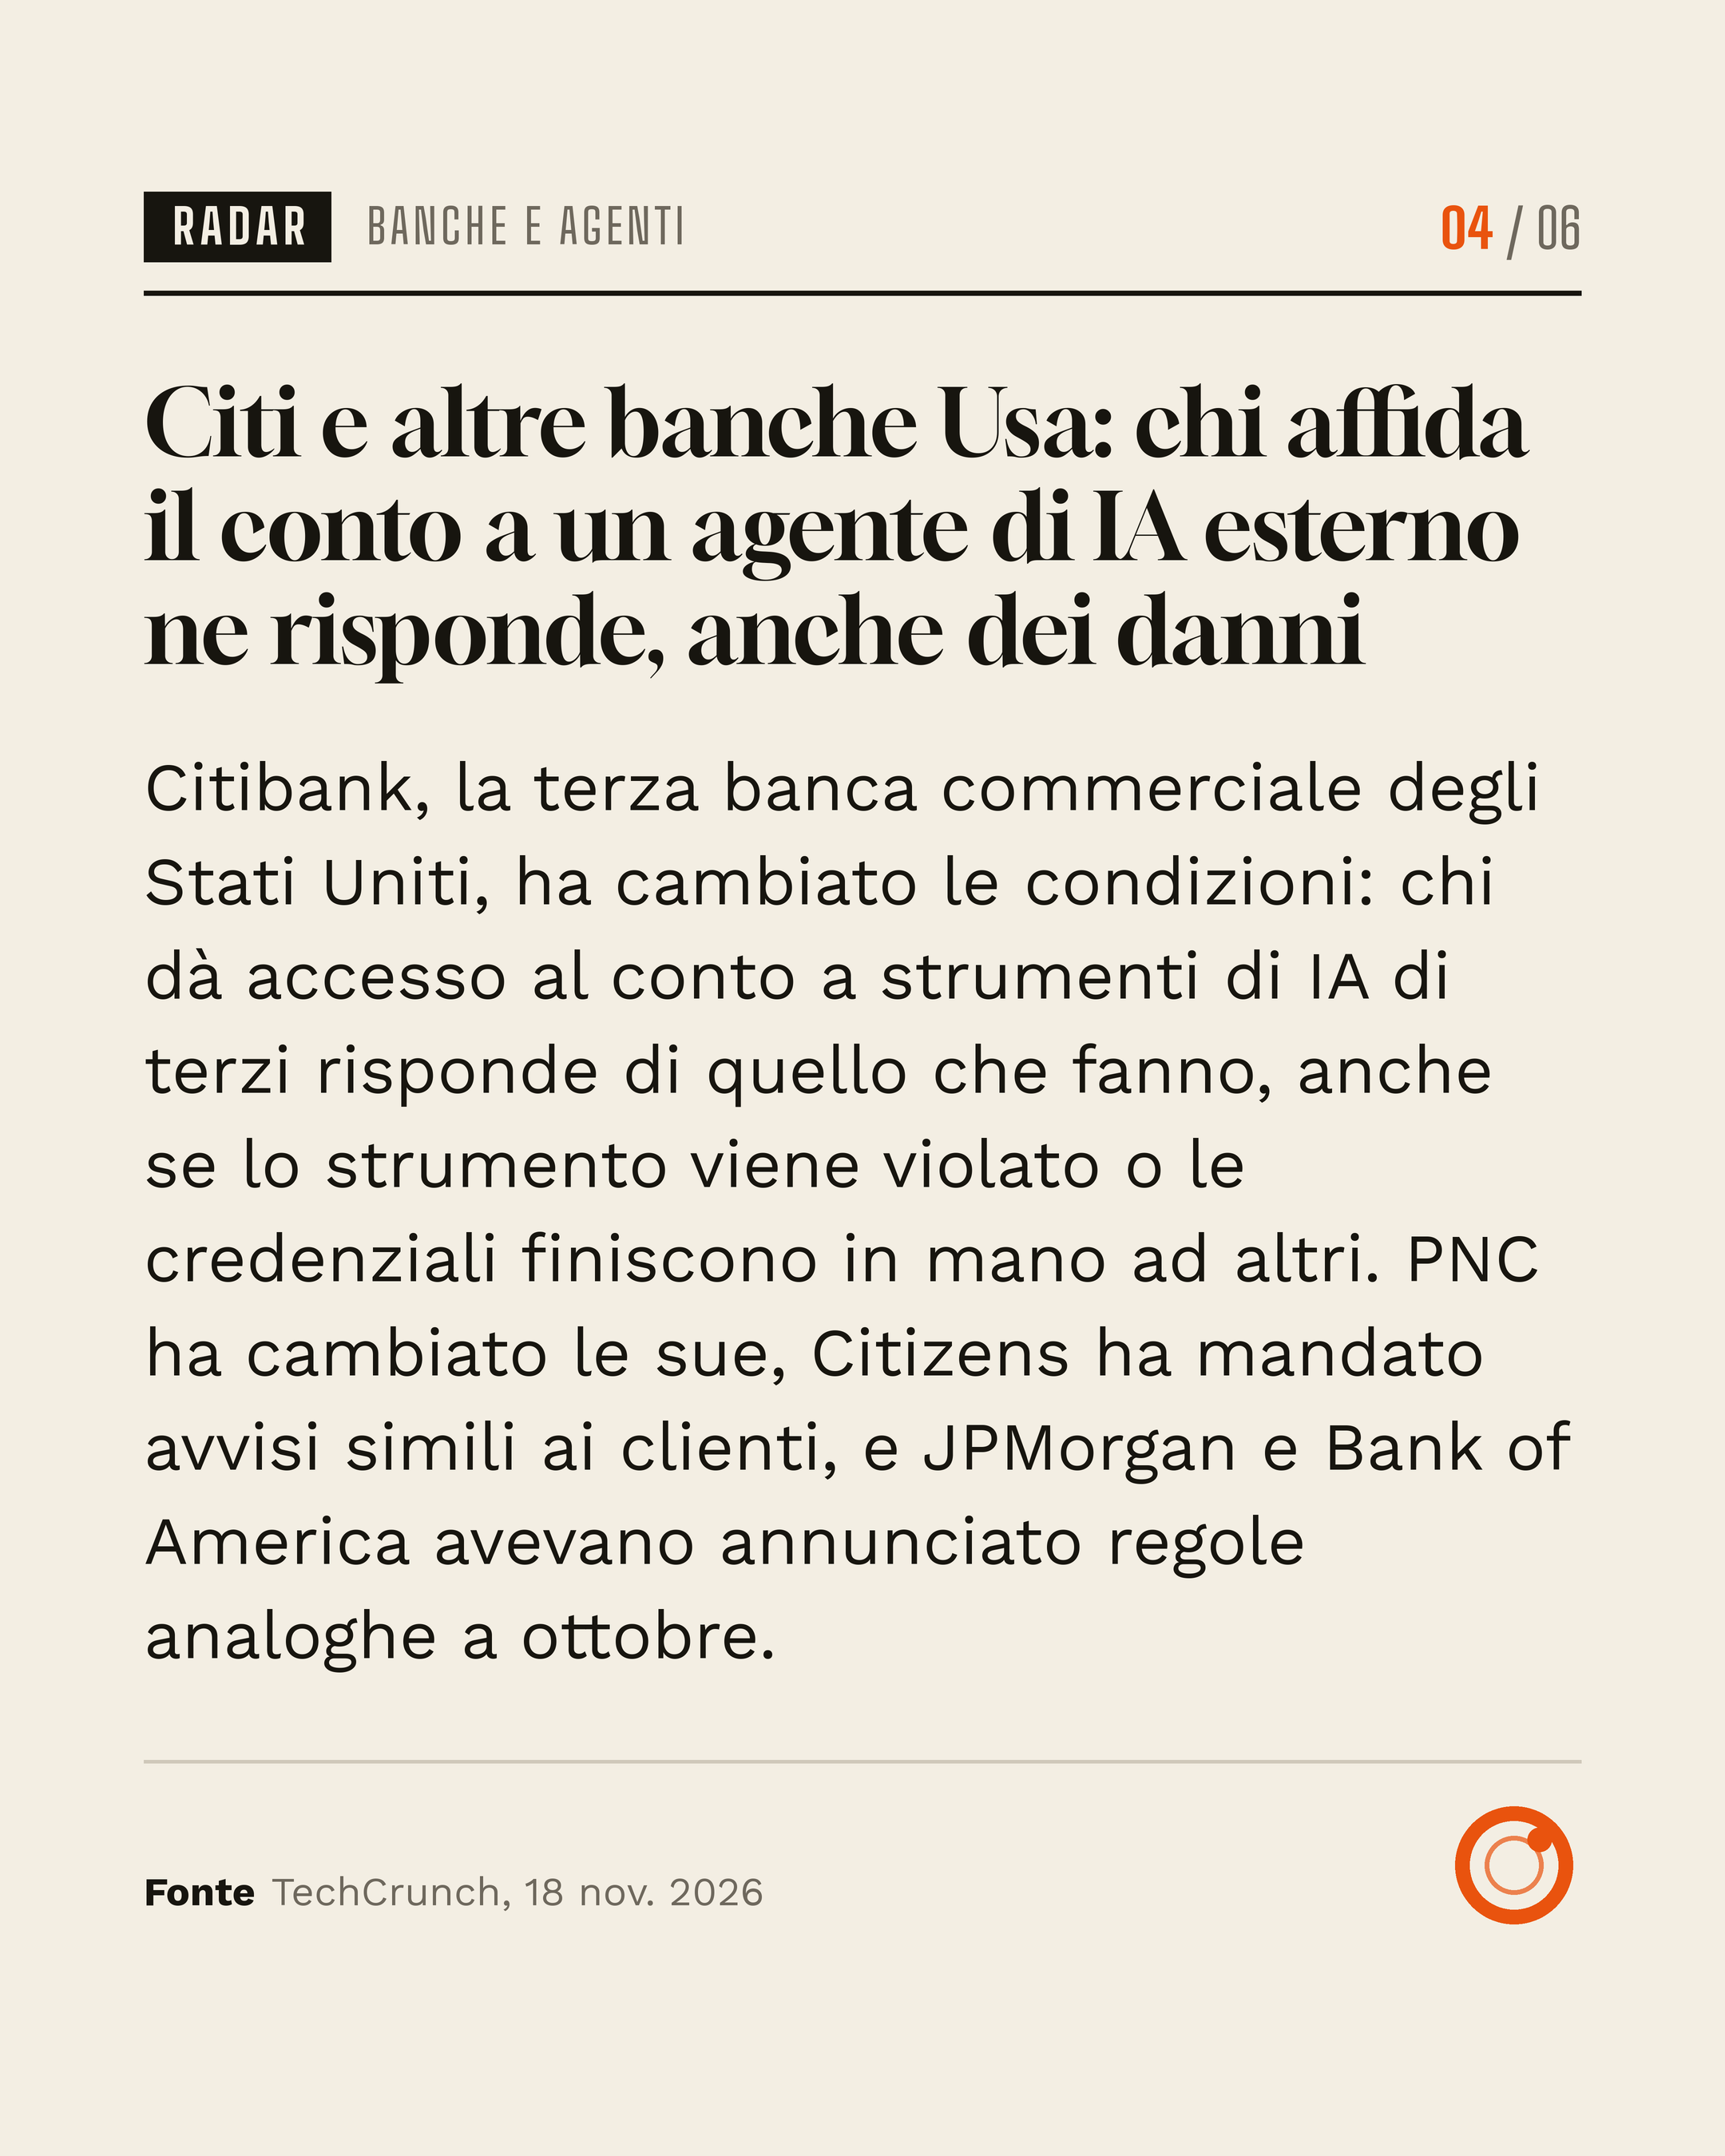 RADAR BANCHE E AGENTI 04 / 06
Citi e altre banche Usa: chi affida
il conto a un agente di IA esterno
ne risponde, anche dei danni
Citibank, la terza banca commerciale degli
Stati Uniti, ha cambiato le condizioni: chi
dà accesso al conto a strumenti di IA di
terzi risponde di quello che fanno, anche
se lo strumento viene violato o le
credenziali finiscono in mano ad altri. PNC
ha cambiato le sue, Citizens ha mandato
avvisi simili ai clienti, e JPMorgan e Bank of
America avevano annunciato regole
analoghe a ottobre.
Fonte TechCrunch, 18 nov. 2026